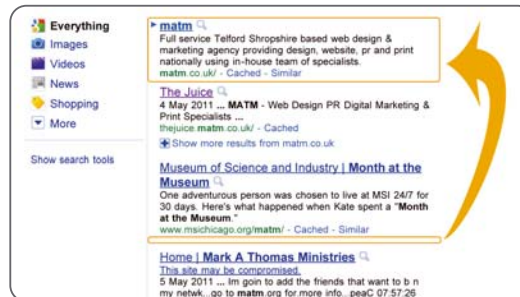 Everything
Images
Videos
News
Shopping
More
Show search tools
matm
Full service Telford Shropshire based web design &
marketing agency providing design, website, pr and print
nationally using in-house team of specialists.
matm.co.uk/ - Cached - Similar
The Juice
4 May 2011 ... MATM - Web Design PR Digital Marketing &
Print Specialists ...
thejuice.matm.co.uk/ - Cached
Show more results from matm.co.uk
Museum of Science and Industry | Month at the
Museum
One adventurous person was chosen to live at MSI 24/7 for
30 days. Here's what happened when Kate spent a "Month
at the Museum."
www.msichicago.org/matm/ - Cached - Similar
Home | Mark A Thomas Ministries
This site may be compromised.
5 May 2011 ... Im goin to add the friends that want to b n
my netwk...go to matm.org for more info...peaC 07:57:26